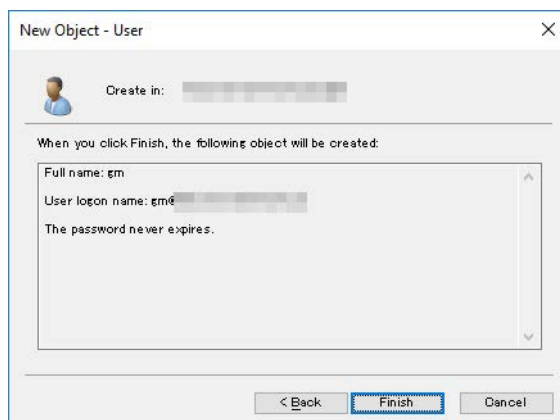 New Object - User
Create in:
When you click Finish, the following object will be created:
Full name: gm
User logon name: gm@
The password never expires.
< Back
Finish
Cancel